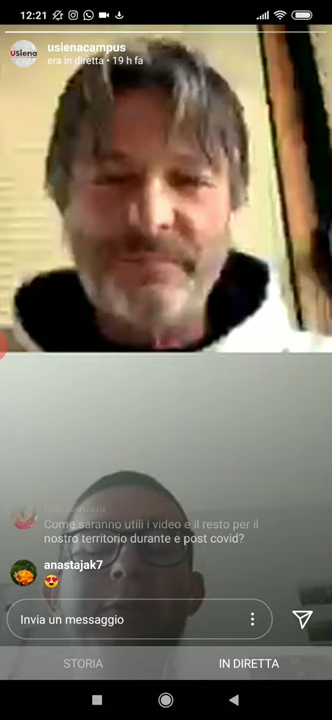 12:21
usienacampus
era in diretta • 19 h fa
USiena
Come saranno utili i video e il resto per il
nostro territorio durante e post covid?
anastajak7
😍
Invia un messaggio
STORIA
IN DIRETTA